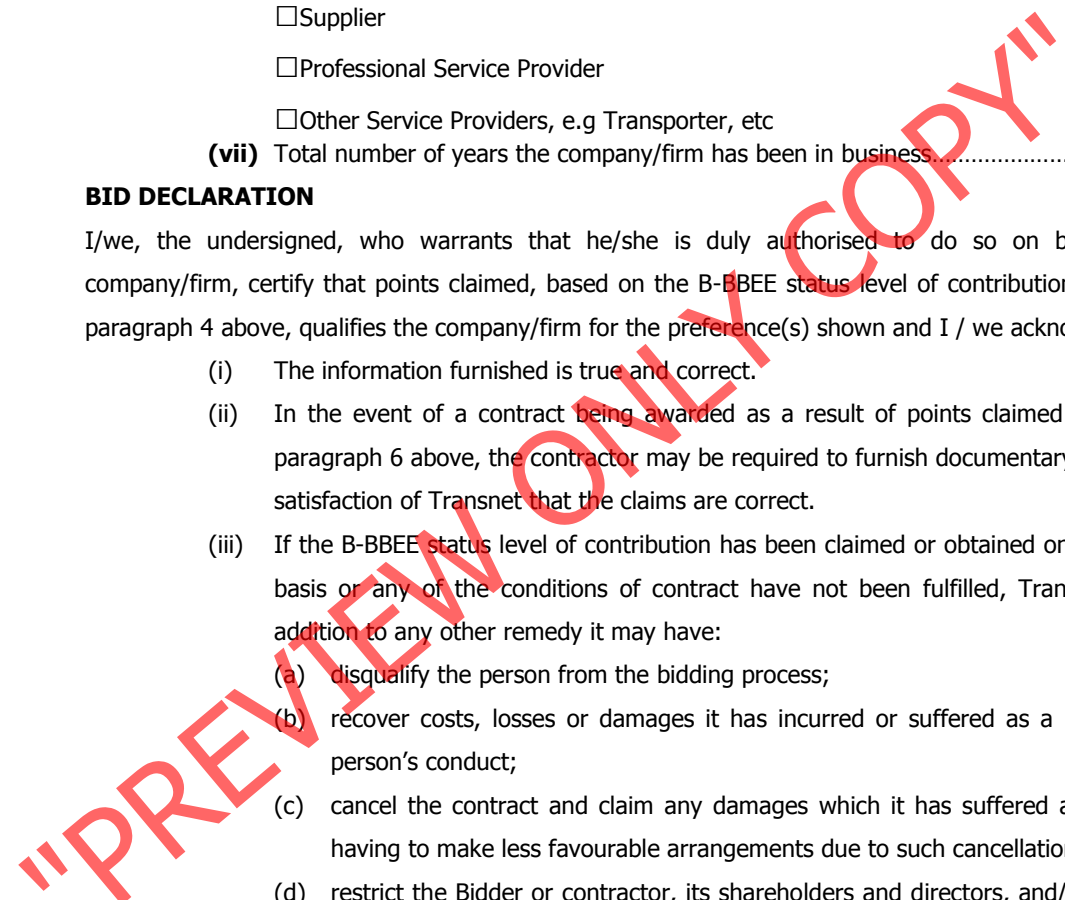 ☐Supplier
☐Professional Service Provider
☐Other Service Providers, e.g Transporter, etc
(vii) Total number of years the company/firm has been in business.......................
BID DECLARATION
I/we, the undersigned, who warrants that he/she is duly authorised to do so on b
company/firm, certify that points claimed, based on the B-BBEE status level of contribution
paragraph 4 above, qualifies the company/firm for the preference(s) shown and I / we ackno
(i) The information furnished is true and correct.
(ii) In the event of a contract being awarded as a result of points claimed
paragraph 6 above, the contractor may be required to furnish documentary
satisfaction of Transnet that the claims are correct.
(iii) If the B-BBEE status level of contribution has been claimed or obtained on
basis or any of the conditions of contract have not been fulfilled, Tran
addition to any other remedy it may have:
(a) disqualify the person from the bidding process;
(b) recover costs, losses or damages it has incurred or suffered as a
person's conduct;
(c) cancel the contract and claim any damages which it has suffered a
having to make less favourable arrangements due to such cancellation
(d) restrict the Bidder or contractor, its shareholders and directors, and/
"PREVIEW ONLY COPY"